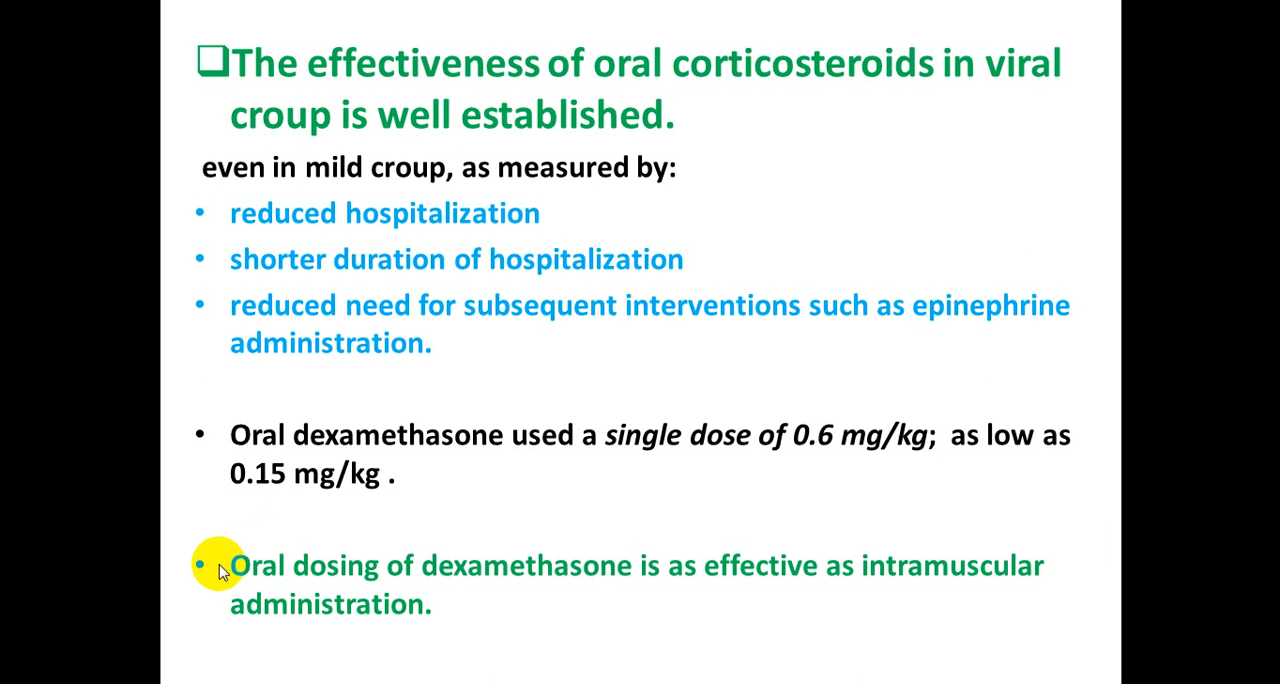 ❑The effectiveness of oral corticosteroids in viral
croup is well established.
even in mild croup, as measured by:
• reduced hospitalization
• shorter duration of hospitalization
• reduced need for subsequent interventions such as epinephrine
administration.
• Oral dexamethasone used a single dose of 0.6 mg/kg; as low as
0.15 mg/kg .
• Oral dosing of dexamethasone is as effective as intramuscular
administration.